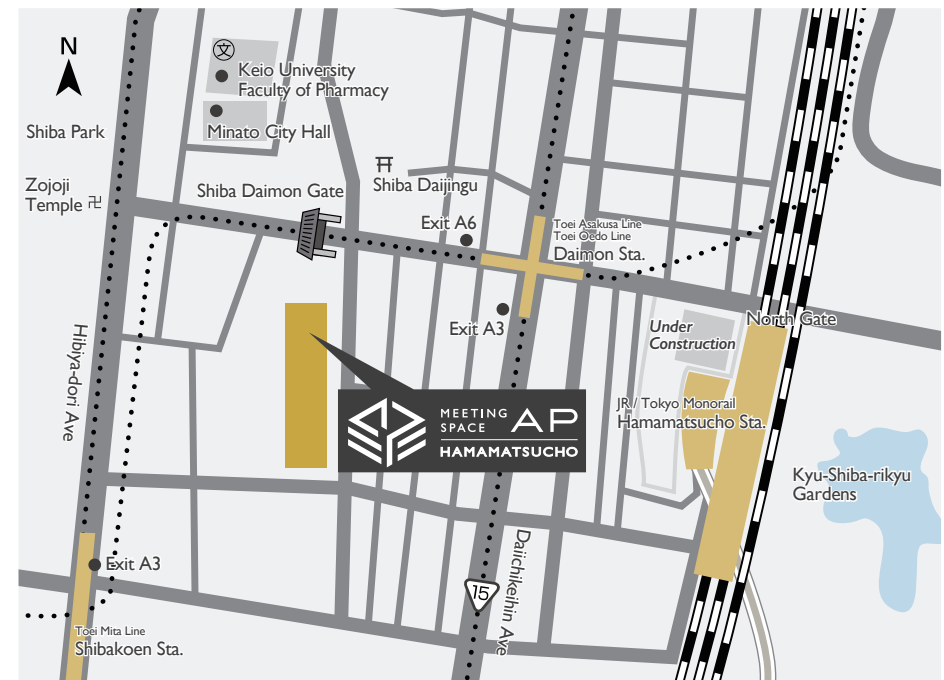 N
文
Keio University
Faculty of Pharmacy
Minato City Hall
Shiba Park
Zojoji
Temple 卍
Shiba Daimon Gate
Shiba Daijingu
Exit A6
Toei Asakusa Line
Toei Oedo Line
Daimon Sta.
Exit A3
North Gate
Under
Construction
Hibiya-dori Ave
MEETING
SPACE
AP
HAMAMATSUCHO
JR / Tokyo Monorail
Hamamatsucho Sta.
Kyu-Shiba-rikyu
Gardens
Exit A3
15
Daiichikeihin Ave
Toei Mita Line
Shibakoen Sta.